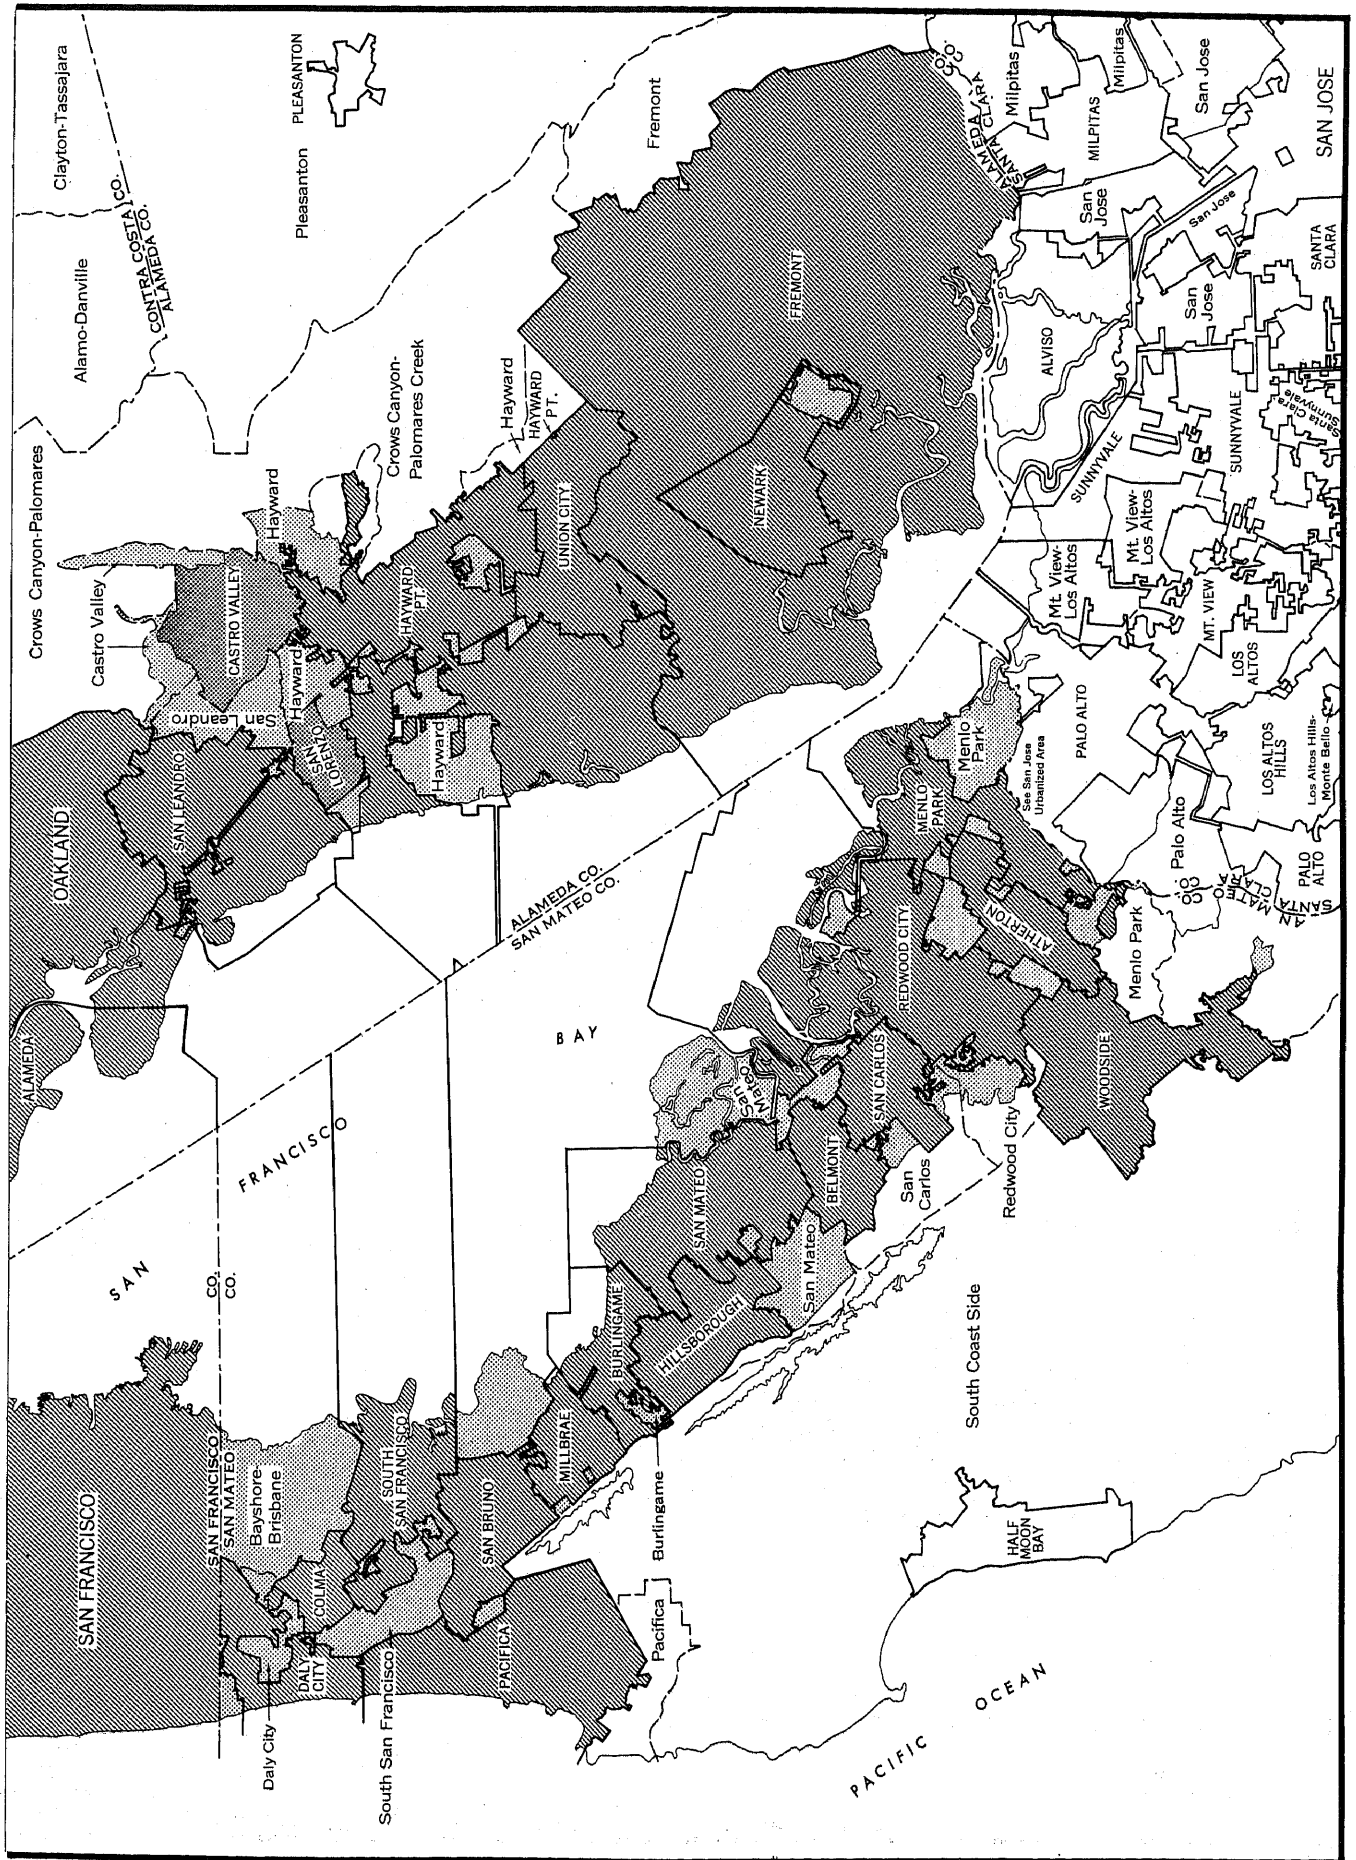 Clayton-Tassajara
PLEASANTON
Pleasanton
Alamo-Danville
CONTRA COSTA CO.
ALAMEDA CO.
Fremont
Crows Canyon-Palomares
Crows Canyon-
Palomares Creek
Hayward
HAYWARD
PT.
Hayward
Castro Valley
CASTRO VALLEY
FREMONT
NEWARK
UNION CITY
HAYWARD
PT.
Hayward
San Leandro
SAN
LORENZO
Hayward
SAN LEANDRO
OAKLAND
ALAMEDA
ALAMEDA CO.
SANTA CLARA CO.
Milpitas
Milpitas
MILPITAS
San Jose
SAN JOSE
San
Jose
San Jose
San
Jose
SANTA
CLARA
ALVISO
SUNNYVALE
SUNNYVALE
Santa Clara
Sunnyvale
Mt. View-
Los Altos
Mt. View-
Los Altos
MT. VIEW
LOS
ALTOS
LOS ALTOS
HILLS
Los Altos Hills-
Monte Bello
PALO ALTO
Palo Alto
PALO
ALTO
See San Jose
Urbanized Area
Menlo
Park
MENLO
PARK
SAN MATEO CO.
SANTA CLARA CO.
Menlo Park
ATHERTON
REDWOOD CITY
WOODSIDE
ALAMEDA CO.
SAN MATEO CO.
SAN FRANCISCO BAY
San
Mateo
SAN CARLOS
BELMONT
San
Carlos
Redwood City
SAN MATEO
San Mateo
HILLSBOROUGH
BURLINGAME
Burlingame
MILLBRAE
SAN BRUNO
SOUTH
SAN FRANCISCO
SAN FRANCISCO CO.
SAN MATEO CO.
Bayshore-
Brisbane
SAN FRANCISCO
COLMA
DALY
CITY
Daly City
South San Francisco
PACIFICA
Pacifica
South Coast Side
HALF
MOON
BAY
PACIFIC OCEAN